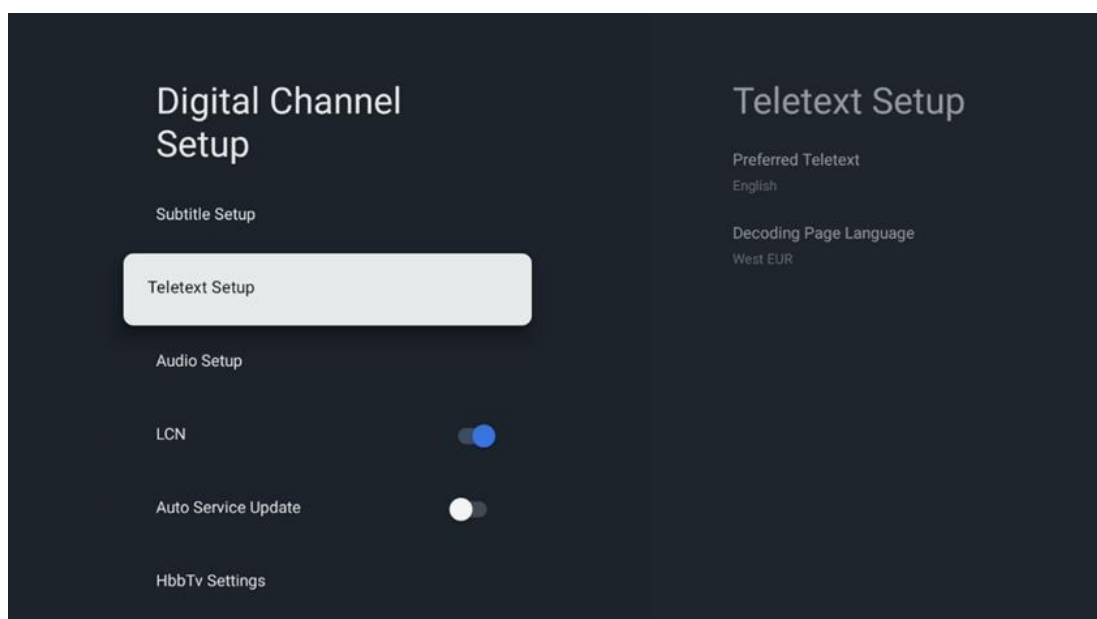 Digital Channel
Setup
Subtitle Setup
Teletext Setup
Audio Setup
LCN
Auto Service Update
HbbTv Settings
Teletext Setup
Preferred Teletext
English
Decoding Page Language
West EUR